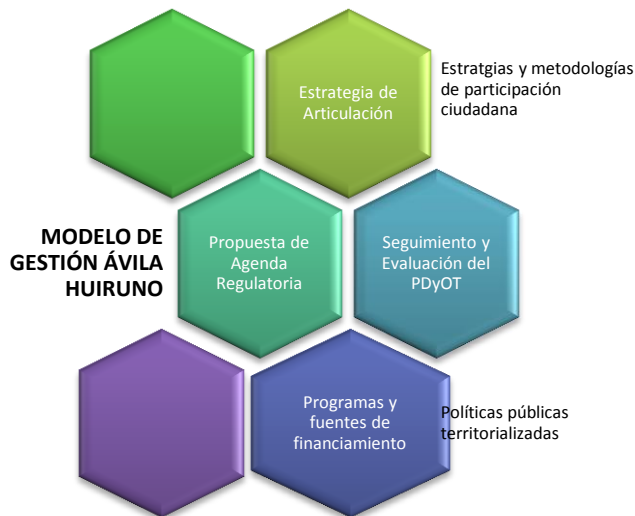 Estrategia de
Articulación
Estratgias y metodologías
de participación
ciudadana
MODELO DE
GESTIÓN ÁVILA
HUIRUNO
Propuesta de
Agenda
Regulatoria
Seguimiento y
Evaluación del
PDyOT
Programas y
fuentes de
financiamiento
Políticas públicas
territorializadas